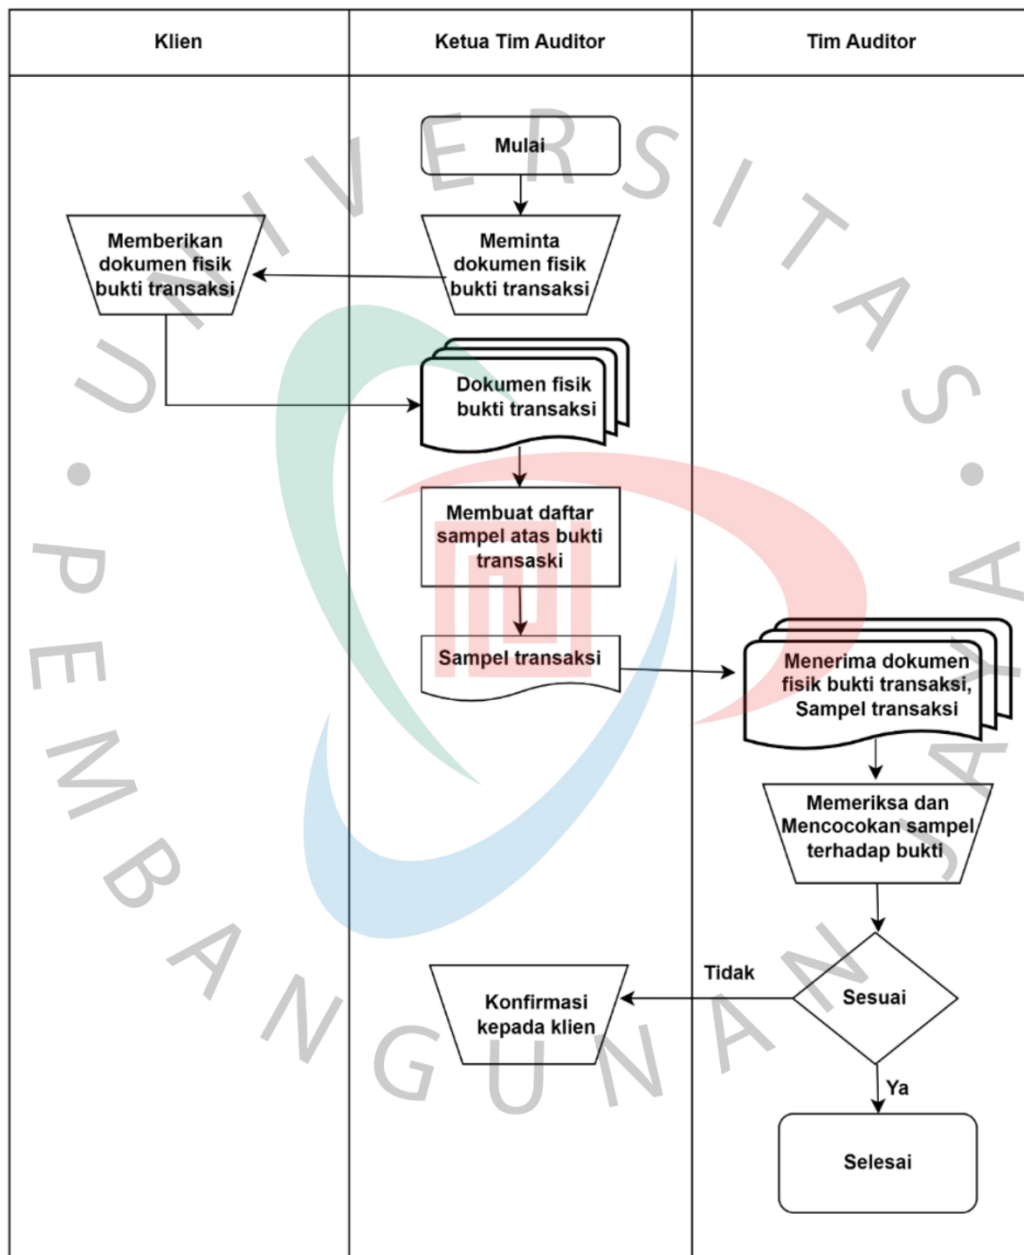 Klien
Ketua Tim Auditor
Tim Auditor
Mulai
Memberikan
dokumen fisik
bukti transaksi
Meminta
dokumen fisik
bukti transaksi
Dokumen fisik
bukti transaksi
Membuat daftar
sampel atas bukti
transaski
Sampel transaksi
Menerima dokumen
fisik bukti transaksi,
Sampel transaksi
Memeriksa dan
Mencocokan sampel
terhadap bukti
Sesuai
Tidak
Konfirmasi
kepada klien
Ya
Selesai
UNIVERSITAS
PEMBANGUNAN JAYA